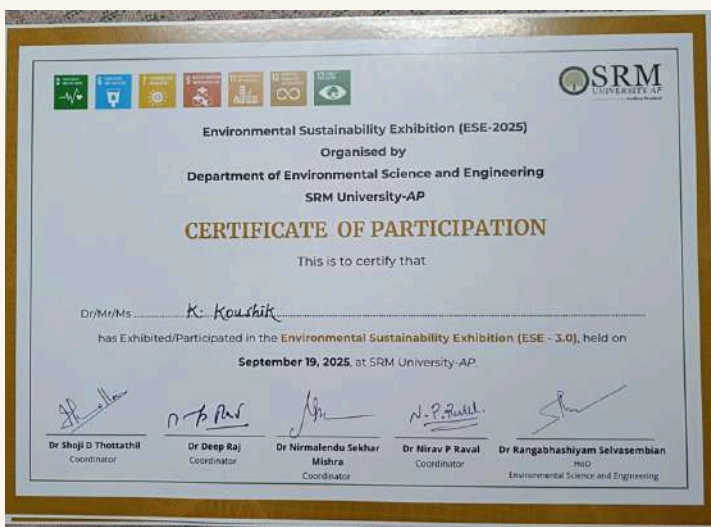 SRM
UNIVERSITY AP
Environmental Sustainability Exhibition (ESE-2025)
Organised by
Department of Environmental Science and Engineering
SRM University-AP
CERTIFICATE OF PARTICIPATION
This is to certify that
Dr/Mr/Ms K. Koushik
has Exhibited/Participated in the Environmental Sustainability Exhibition (ESE - 3.0), held on
September 19, 2025, at SRM University-AP.
Dr Shoji D Thottathil
Coordinator
Dr Deep Raj
Coordinator
Dr Nirmalendu Sekhar
Mishra
Coordinator
Dr Nirav P Raval
Coordinator
Dr Rangabhashiyam Selvasembian
HoD
Environmental Science and Engineering